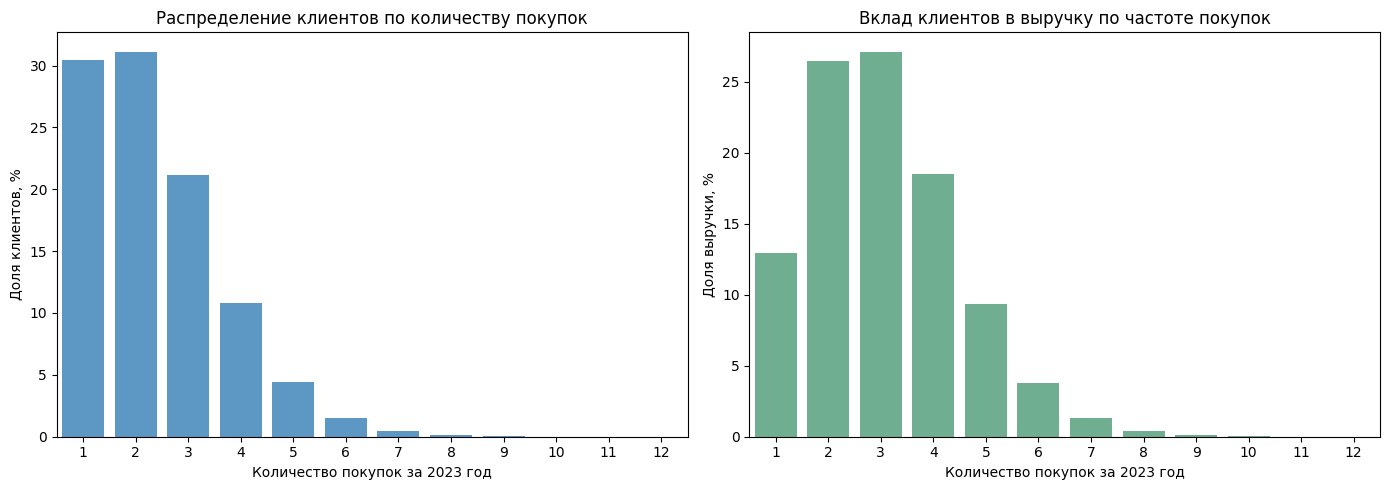 Распределение клиентов по количеству покупок
30
25
20
15
10
5
0
Доля клиентов, %
1 2 3 4 5 6 7 8 9 10 11 12
Количество покупок за 2023 год
Вклад клиентов в выручку по частоте покупок
25
20
15
10
5
0
Доля выручки, %
1 2 3 4 5 6 7 8 9 10 11 12
Количество покупок за 2023 год